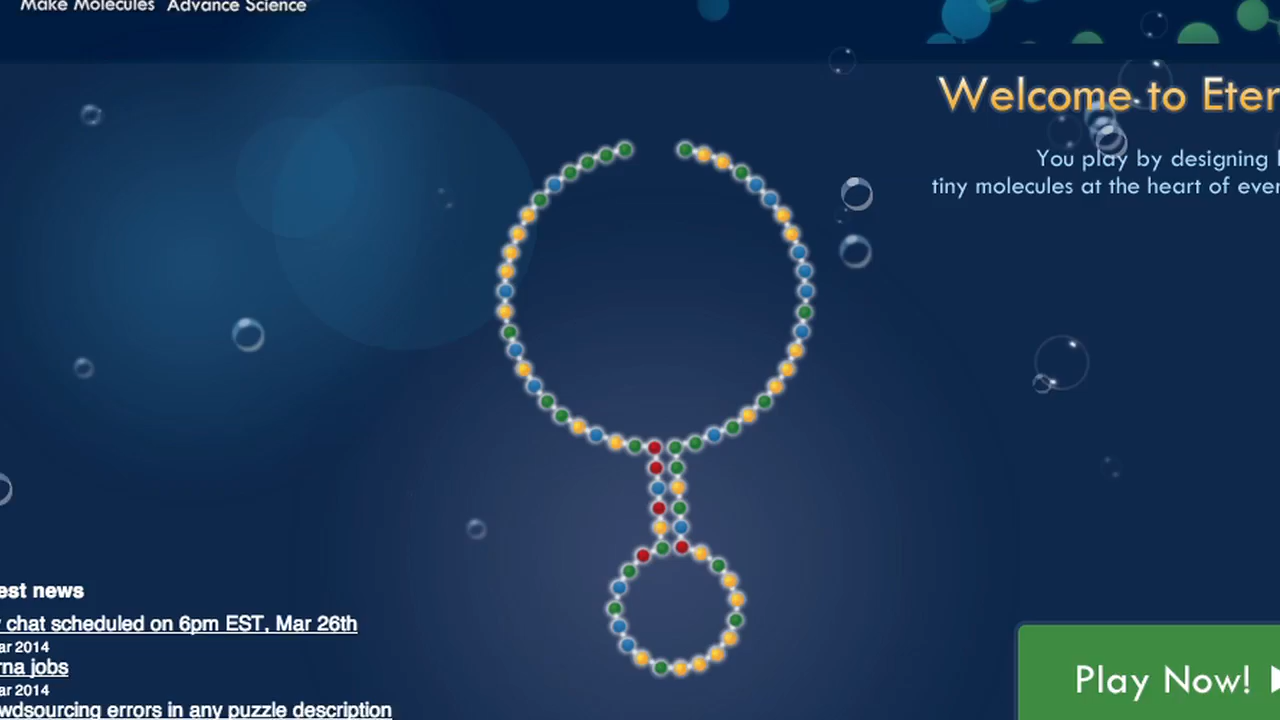 Make Molecules Advance Science
Welcome to Eter
You play by designing
tiny molecules at the heart of ever
est news
chat scheduled on 6pm EST, Mar 26th
ar 2014
rna jobs
ar 2014
wdsourcing errors in any puzzle description
Play Now!